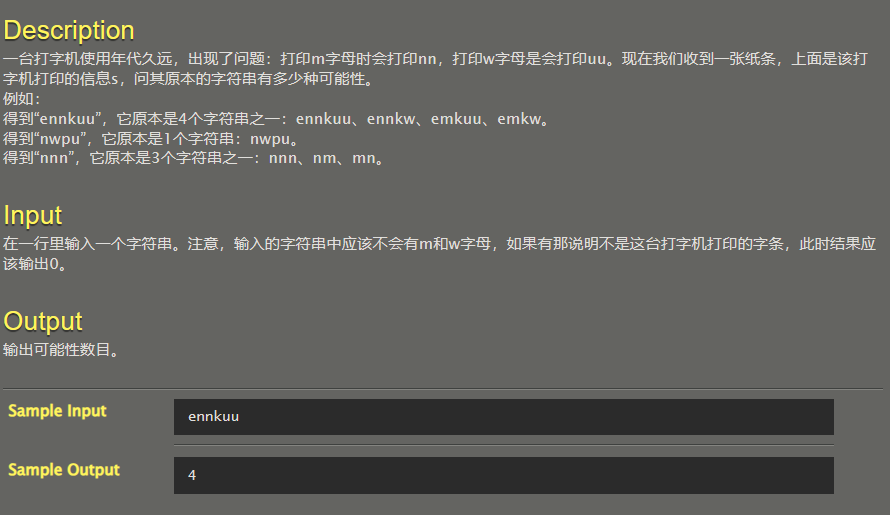 Description
一台打字机使用年代久远，出现了问题：打印m字母时会打印nn，打印w字母是会打印uu。现在我们收到一张纸条，上面是该打
字机打印的信息s，问其原本的字符串有多少种可能性。
例如：
得到“ennkuu”，它原本是4个字符串之一：ennkuu、ennkw、emkuu、emkw。
得到“nwpu”，它原本是1个字符串：nwpu。
得到“nnn”，它原本是3个字符串之一：nnn、nm、mn。
Input
在一行里输入一个字符串。注意，输入的字符串中应该不会有m和w字母，如果有那说明不是这台打字机打印的字条，此时结果应
该输出0。
Output
输出可能性数目。
Sample Input
ennkuu
Sample Output
4